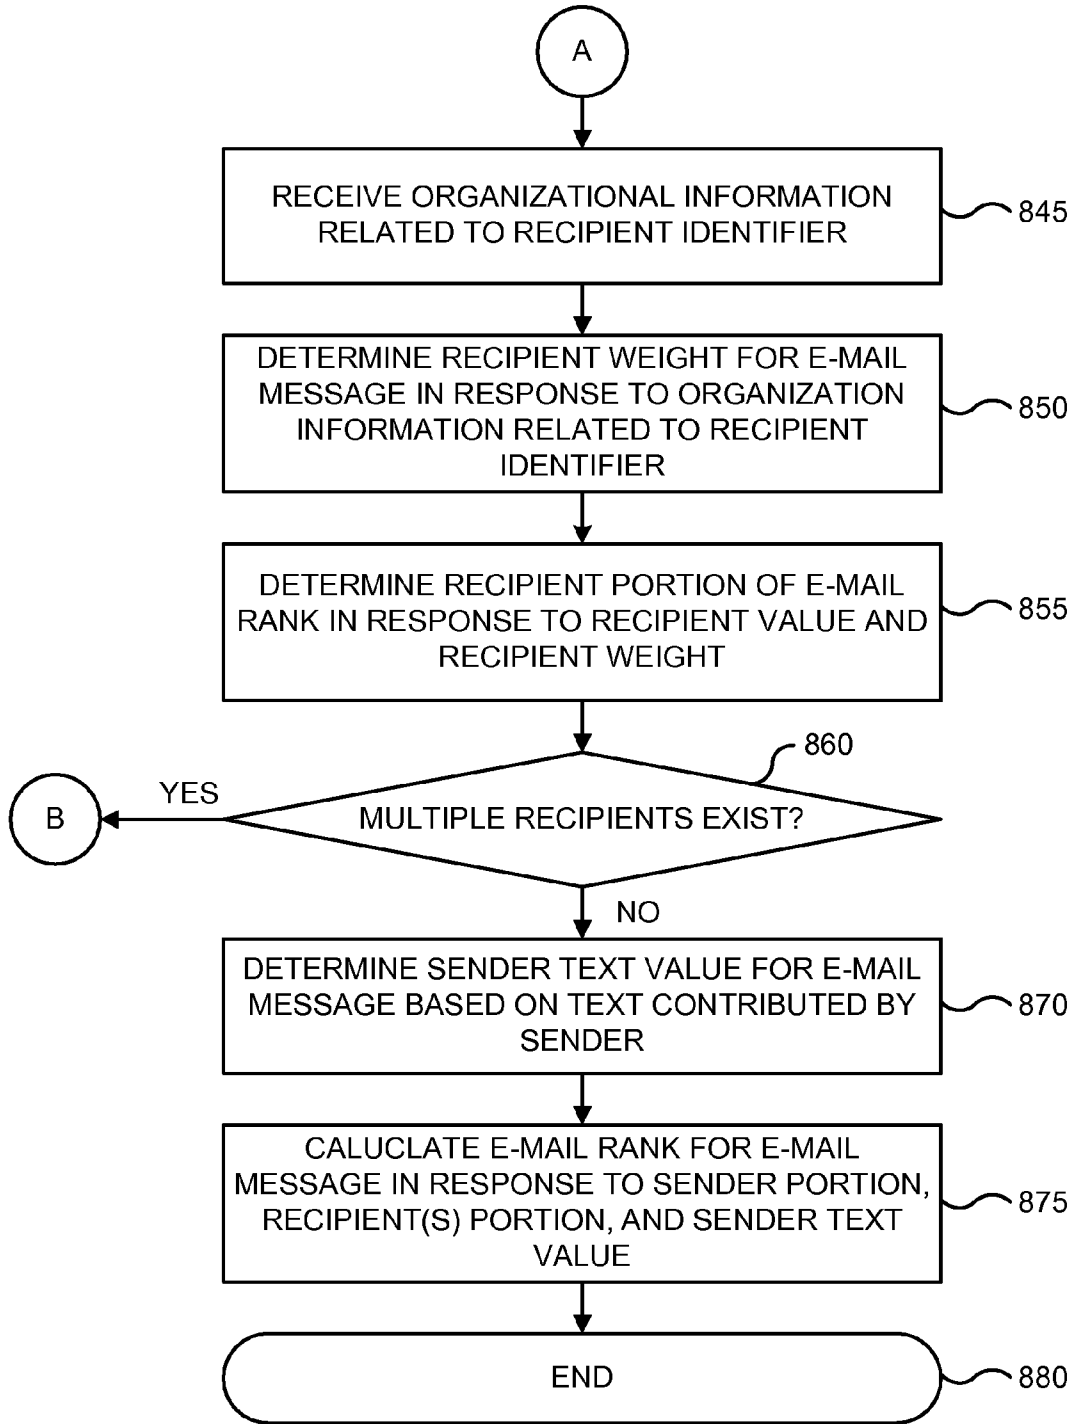 A
RECEIVE ORGANIZATIONAL INFORMATION
RELATED TO RECIPIENT IDENTIFIER
845
DETERMINE RECIPIENT WEIGHT FOR E-MAIL
MESSAGE IN RESPONSE TO ORGANIZATION
INFORMATION RELATED TO RECIPIENT
IDENTIFIER
850
DETERMINE RECIPIENT PORTION OF E-MAIL
RANK IN RESPONSE TO RECIPIENT VALUE AND
RECIPIENT WEIGHT
855
860
MULTIPLE RECIPIENTS EXIST?
YES
B
NO
DETERMINE SENDER TEXT VALUE FOR E-MAIL
MESSAGE BASED ON TEXT CONTRIBUTED BY
SENDER
870
CALUCLATE E-MAIL RANK FOR E-MAIL
MESSAGE IN RESPONSE TO SENDER PORTION,
RECIPIENT(S) PORTION, AND SENDER TEXT
VALUE
875
END
880